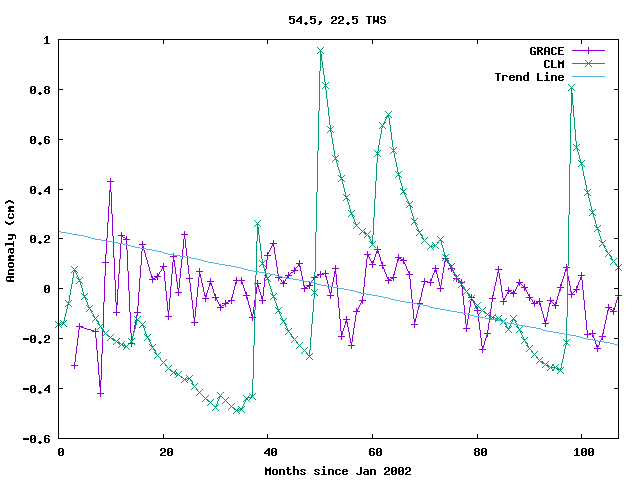 54.5, 22.5 TWS
GRACE
CLM
Trend Line
1
0.8
0.6
0.4
0.2
0
-0.2
-0.4
-0.6
Anomaly (cm)
0 20 40 60 80 100
Months since Jan 2002